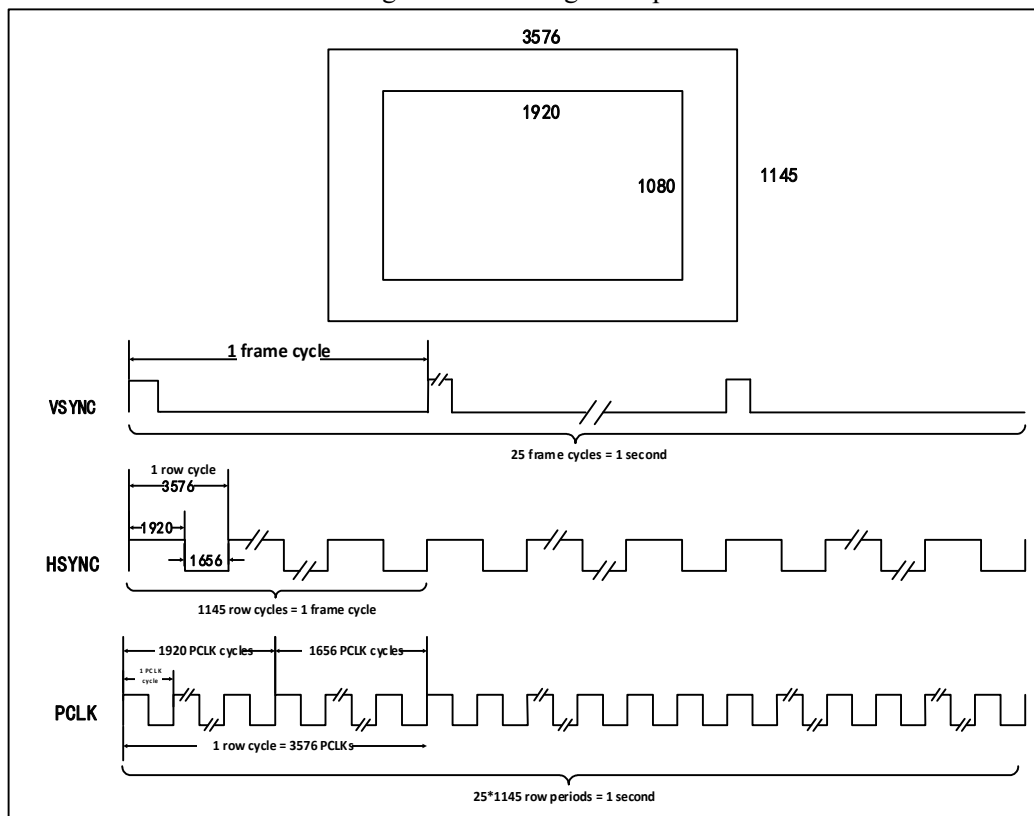 3576
1920
1080
1145
1 frame cycle
VSYNC
25 frame cycles = 1 second
1 row cycle
3576
1920
1656
HSYNC
1145 row cycles = 1 frame cycle
1920 PCLK cycles
1656 PCLK cycles
1 PCLK
cycle
PCLK
1 row cycle = 3576 PCLKs
25*1145 row periods = 1 second